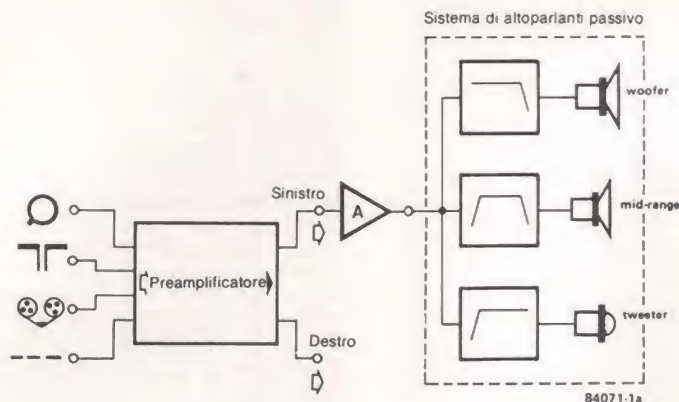 Sistema di altoparlanti passivo
woofer
Sinistro
A
mid-range
Preamplificatore
tweeter
Destro
84071-1a